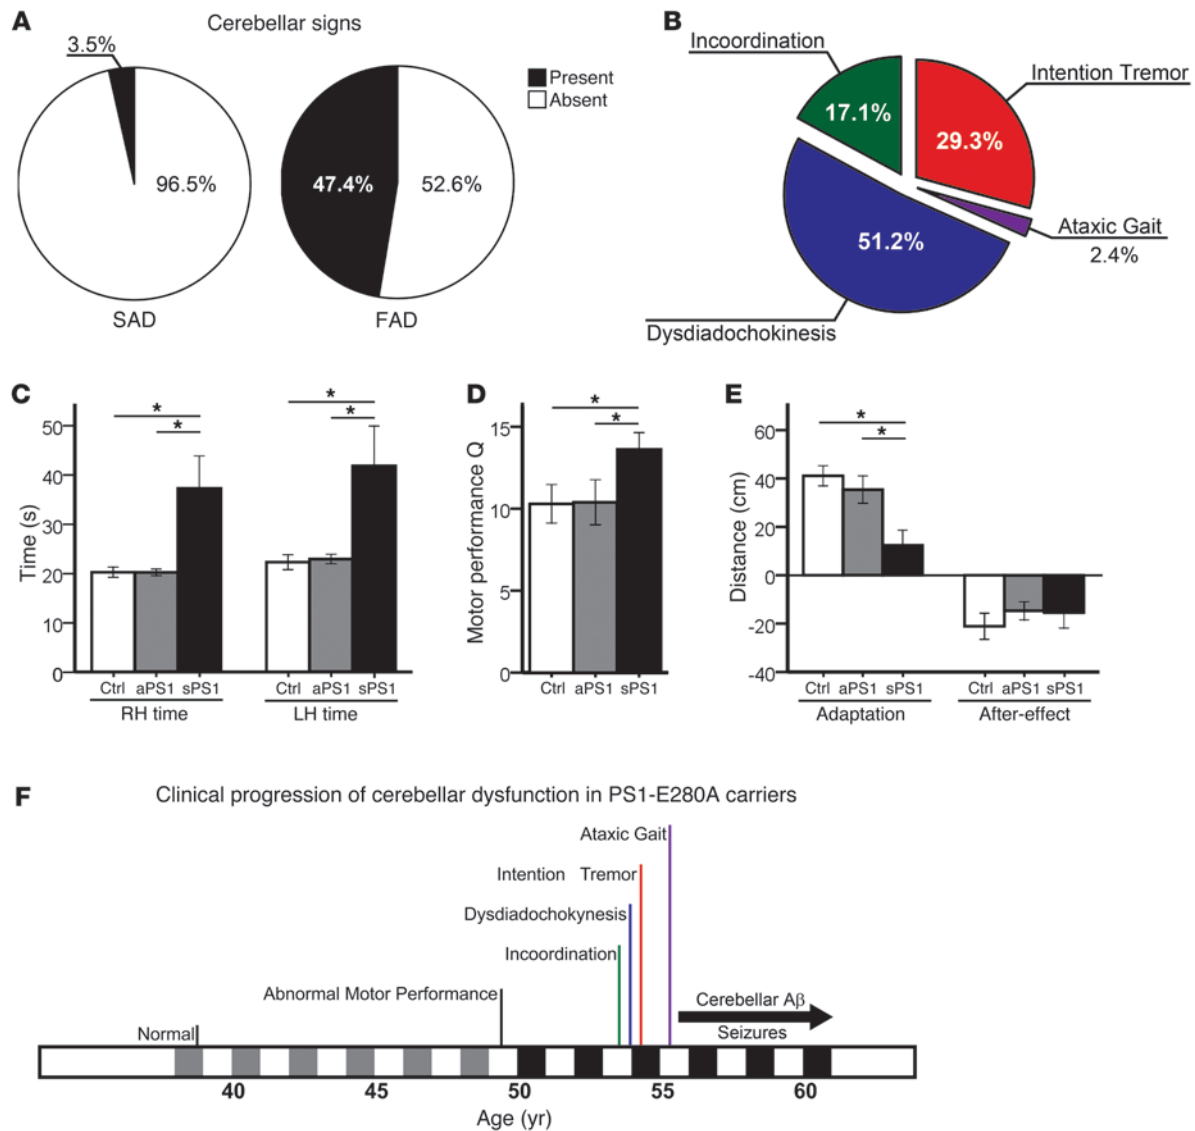 A
Cerebellar signs
3.5%
96.5%
SAD
47.4%
52.6%
FAD
Present
Absent
B
Incoordination
17.1%
29.3%
Intention Tremor
Ataxic Gait
2.4%
51.2%
Dysdiadochokinesis
C
Time (s)
50
40
30
20
10
0
*
*
*
*
Ctrl aPS1 sPS1
RH time
Ctrl aPS1 sPS1
LH time
D
Motor performance Q
15
10
5
0
*
*
Ctrl aPS1 sPS1
E
Distance (cm)
60
40
20
0
-20
-40
*
*
Ctrl aPS1 sPS1
Adaptation
Ctrl aPS1 sPS1
After-effect
F
Clinical progression of cerebellar dysfunction in PS1-E280A carriers
Ataxic Gait
Intention Tremor
Dysdiadochokynesis
Incoordination
Abnormal Motor Performance
Normal
Cerebellar Aβ
Seizures
40 45 50 55 60
Age (yr)